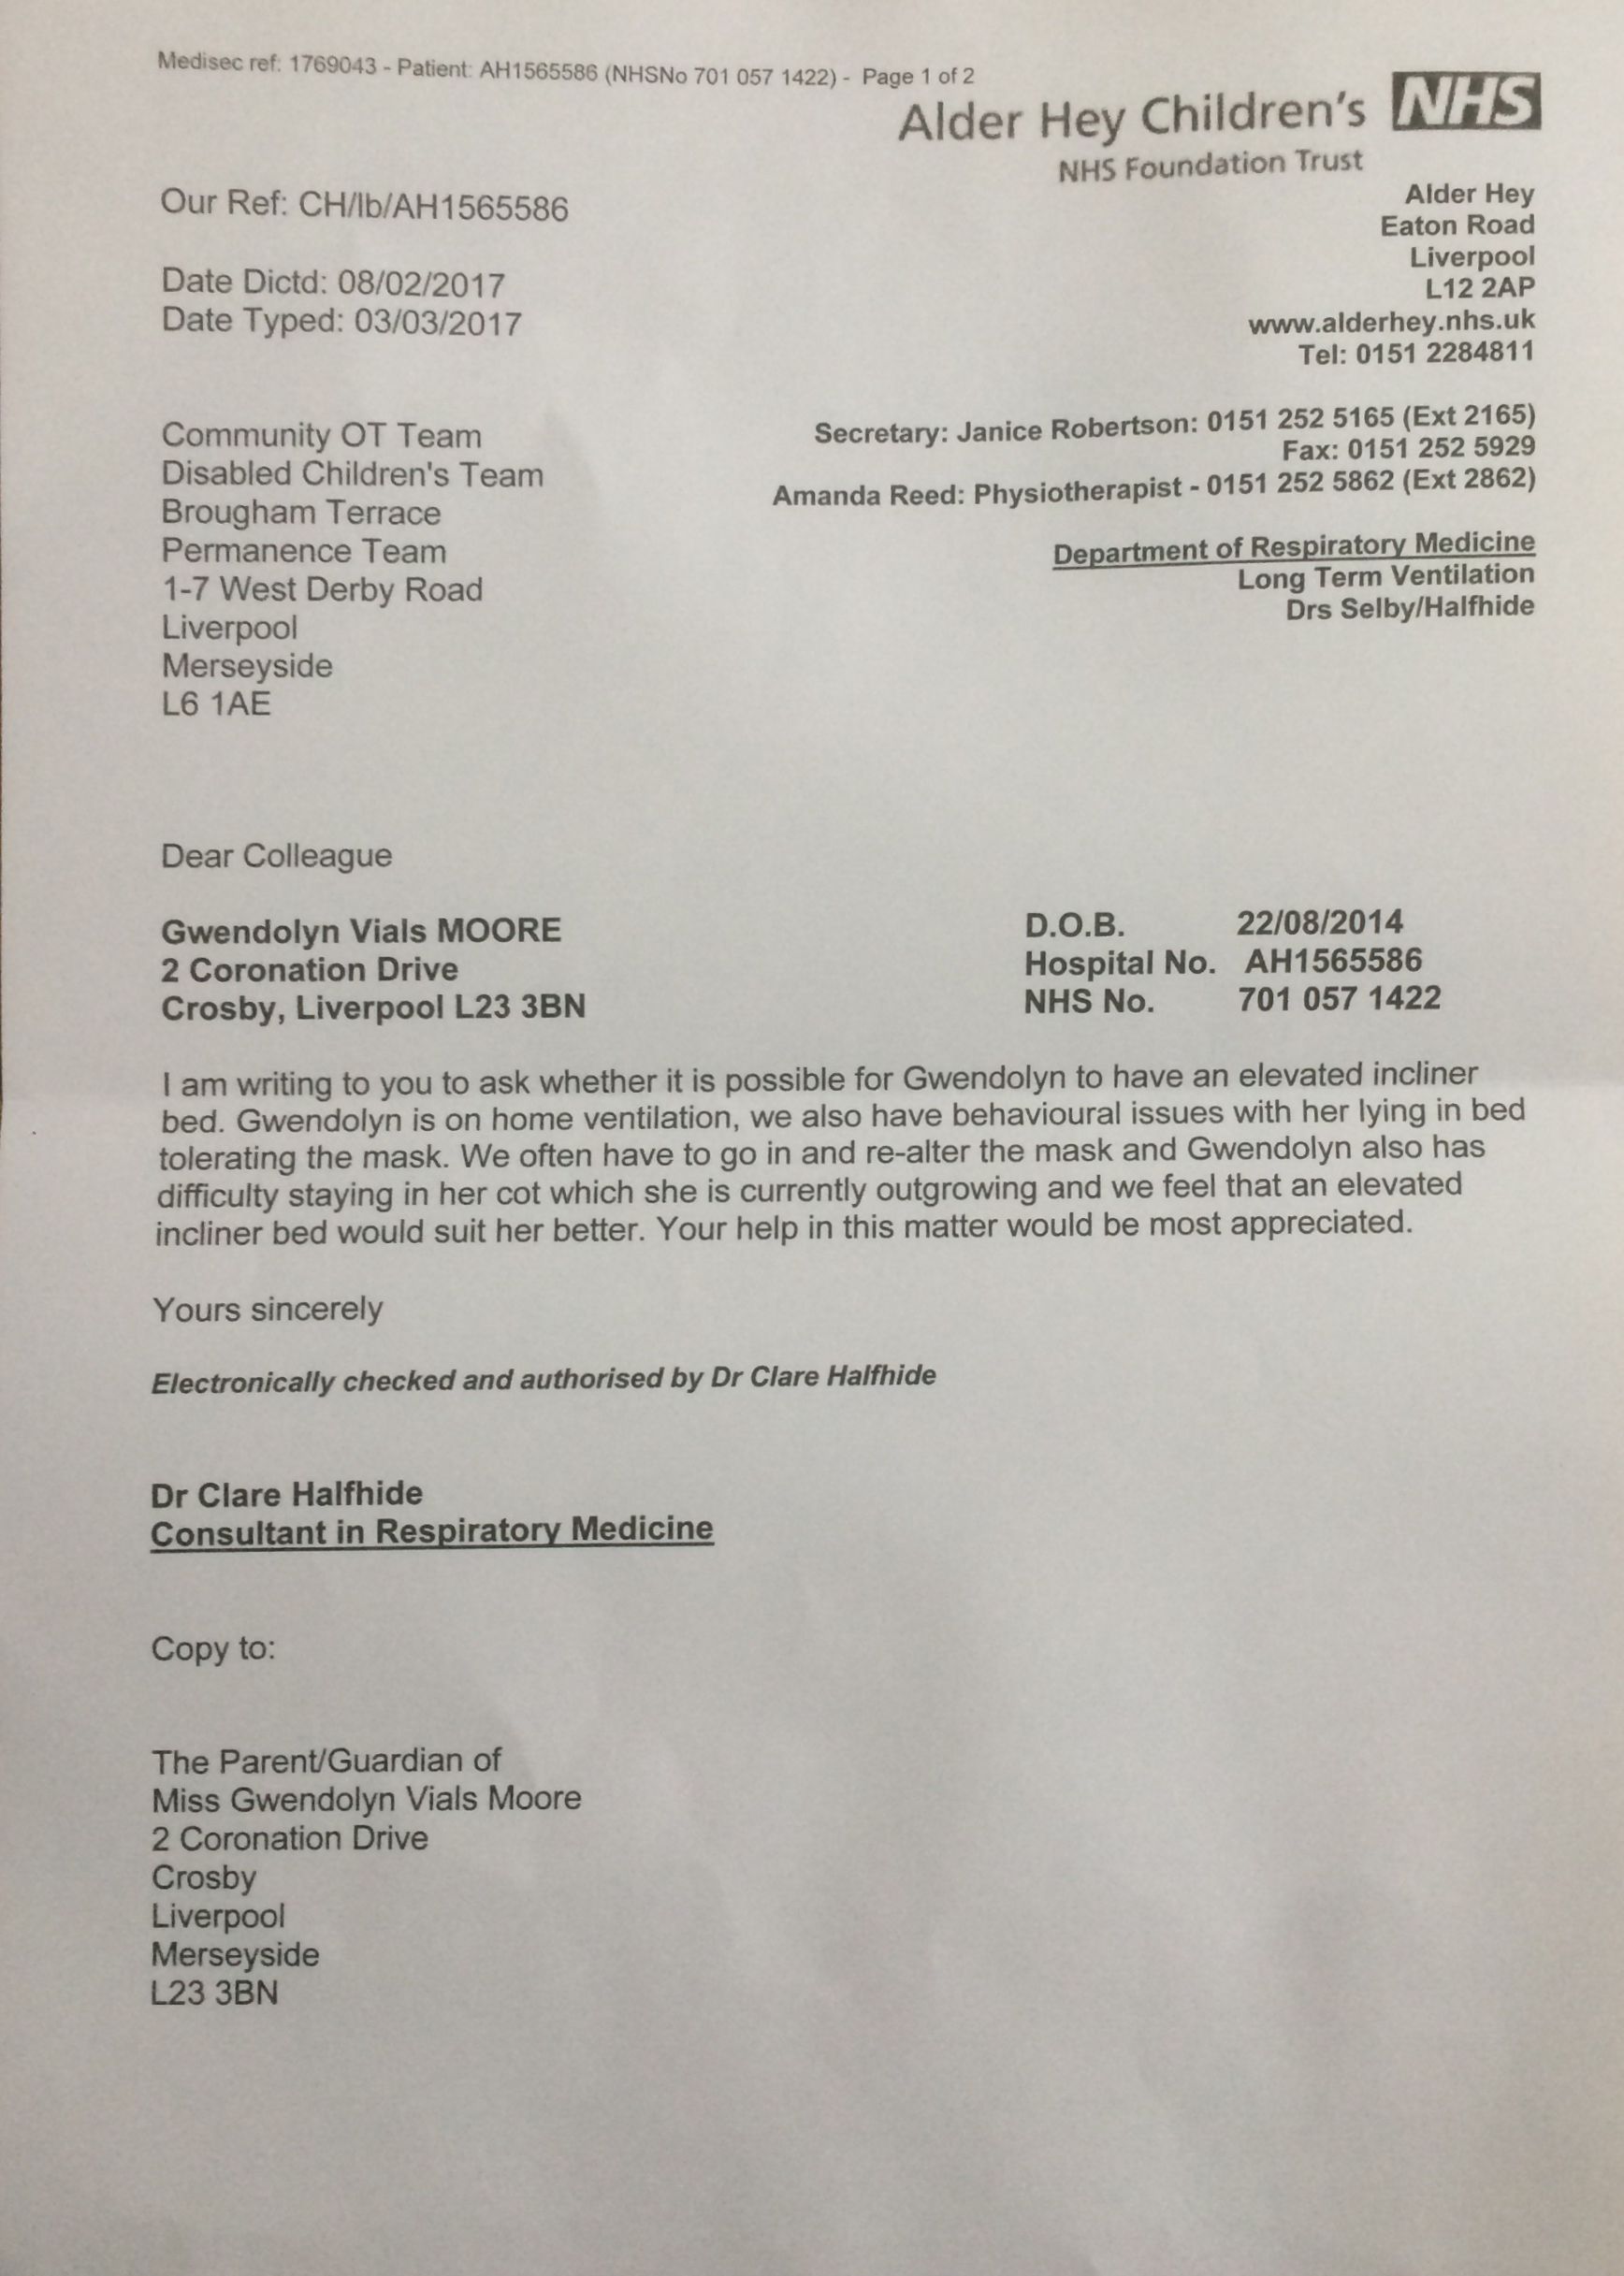 Medisec ref: 1769043 - Patient: AH1565586 (NHSNo 701 057 1422) - Page 1 of 2
Alder Hey Children's NHS
NHS Foundation Trust
Our Ref: CH/lb/AH1565586
Date Dictd: 08/02/2017
Date Typed: 03/03/2017
Alder Hey
Eaton Road
Liverpool
L12 2AP
www.alderhey.nhs.uk
Tel: 0151 2284811
Secretary: Janice Robertson: 0151 252 5165 (Ext 2165)
Fax: 0151 252 5929
Amanda Reed: Physiotherapist - 0151 252 5862 (Ext 2862)
Department of Respiratory Medicine
Long Term Ventilation
Drs Selby/Halfhide
Community OT Team
Disabled Children's Team
Brougham Terrace
Permanence Team
1-7 West Derby Road
Liverpool
Merseyside
L6 1AE
Dear Colleague
Gwendolyn Vials MOORE
2 Coronation Drive
Crosby, Liverpool L23 3BN
D.O.B. 22/08/2014
Hospital No. AH1565586
NHS No. 701 057 1422
I am writing to you to ask whether it is possible for Gwendolyn to have an elevated incliner
bed. Gwendolyn is on home ventilation, we also have behavioural issues with her lying in bed
tolerating the mask. We often have to go in and re-alter the mask and Gwendolyn also has
difficulty staying in her cot which she is currently outgrowing and we feel that an elevated
incliner bed would suit her better. Your help in this matter would be most appreciated.
Yours sincerely
Electronically checked and authorised by Dr Clare Halfhide
Dr Clare Halfhide
Consultant in Respiratory Medicine
Copy to:
The Parent/Guardian of
Miss Gwendolyn Vials Moore
2 Coronation Drive
Crosby
Liverpool
Merseyside
L23 3BN